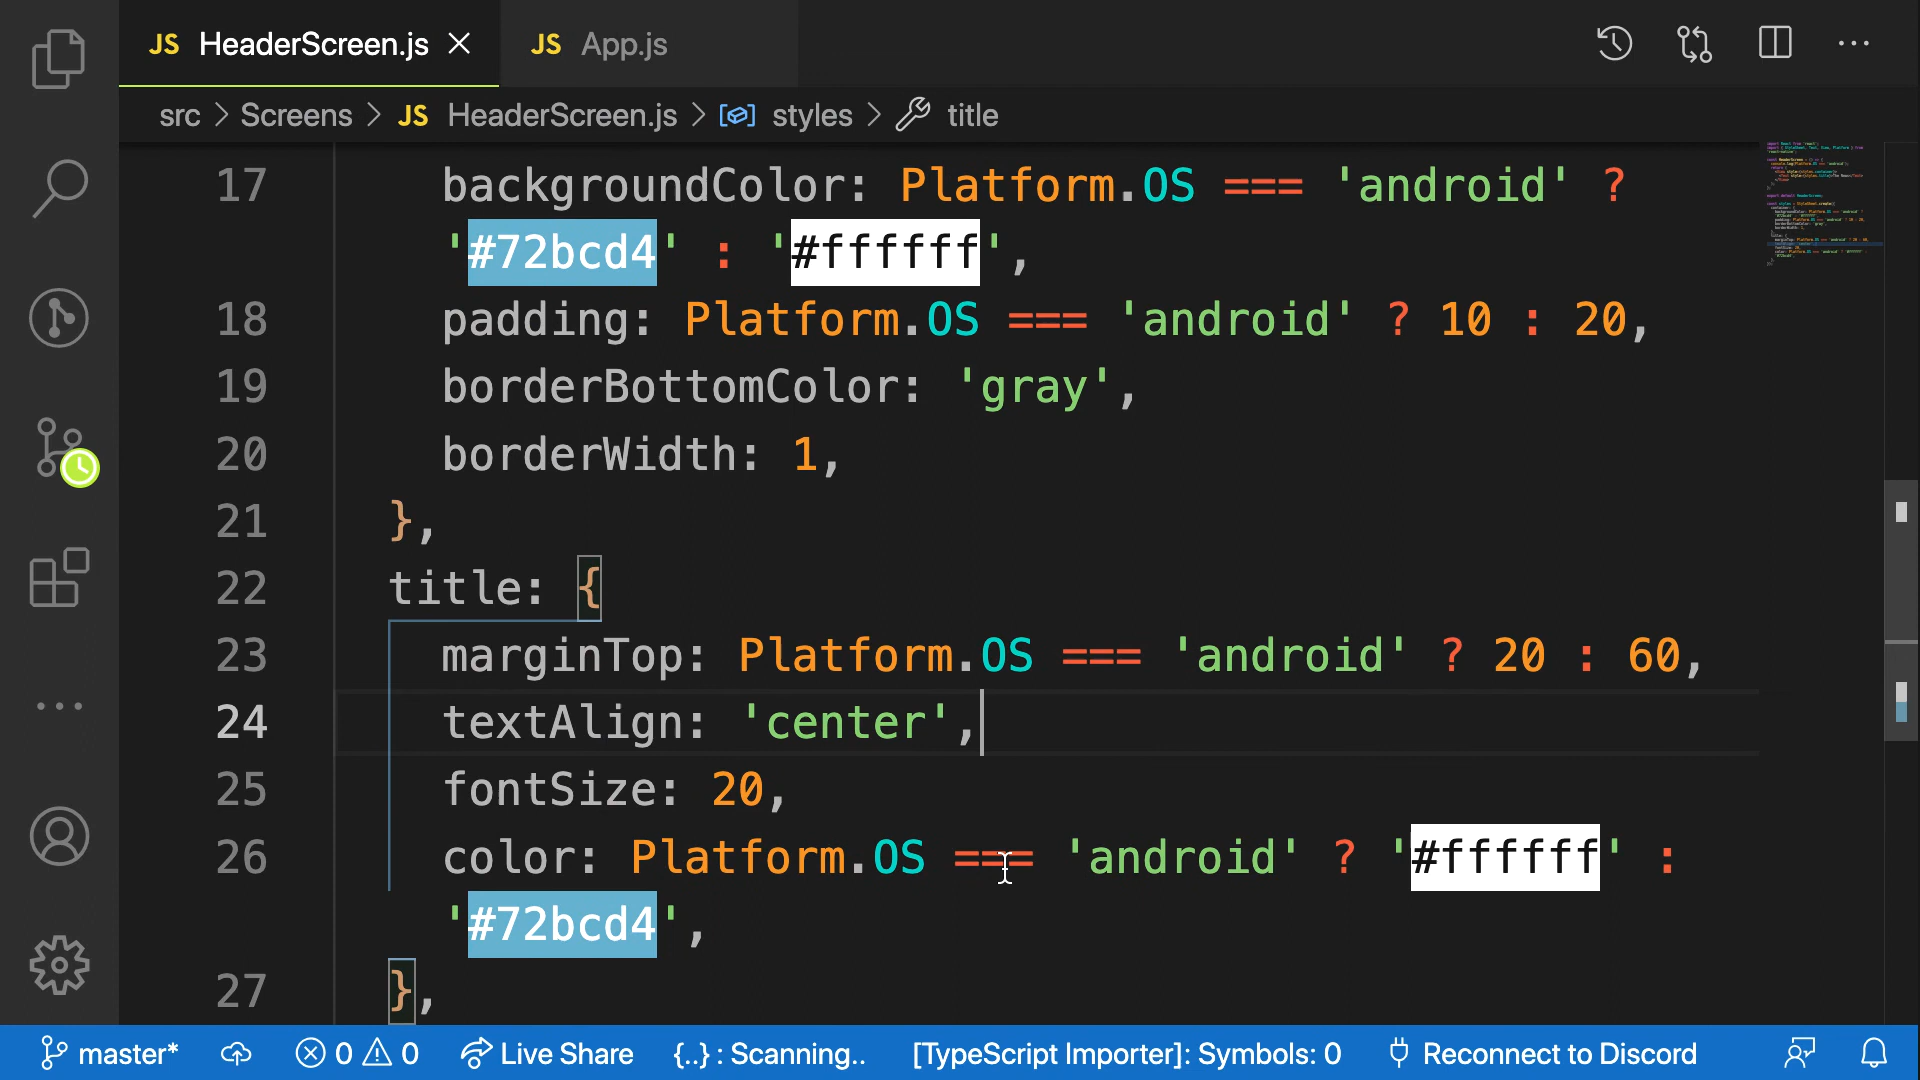 JS HeaderScreen.js JS App.js
src > Screens > JS HeaderScreen.js > styles > title
17 backgroundColor: Platform.OS === 'android' ?
'#72bcd4' : '#ffffff',
18 padding: Platform.OS === 'android' ? 10 : 20,
19 borderBottomColor: 'gray',
20 borderWidth: 1,
21 },
22 title: {
23 marginTop: Platform.OS === 'android' ? 20 : 60,
24 textAlign: 'center',
25 fontSize: 20,
26 color: Platform.OS === 'android' ? '#ffffff' :
'#72bcd4',
27 },
master* 0 0 Live Share {..} : Scanning.. [TypeScript Importer]: Symbols: 0 Reconnect to Discord